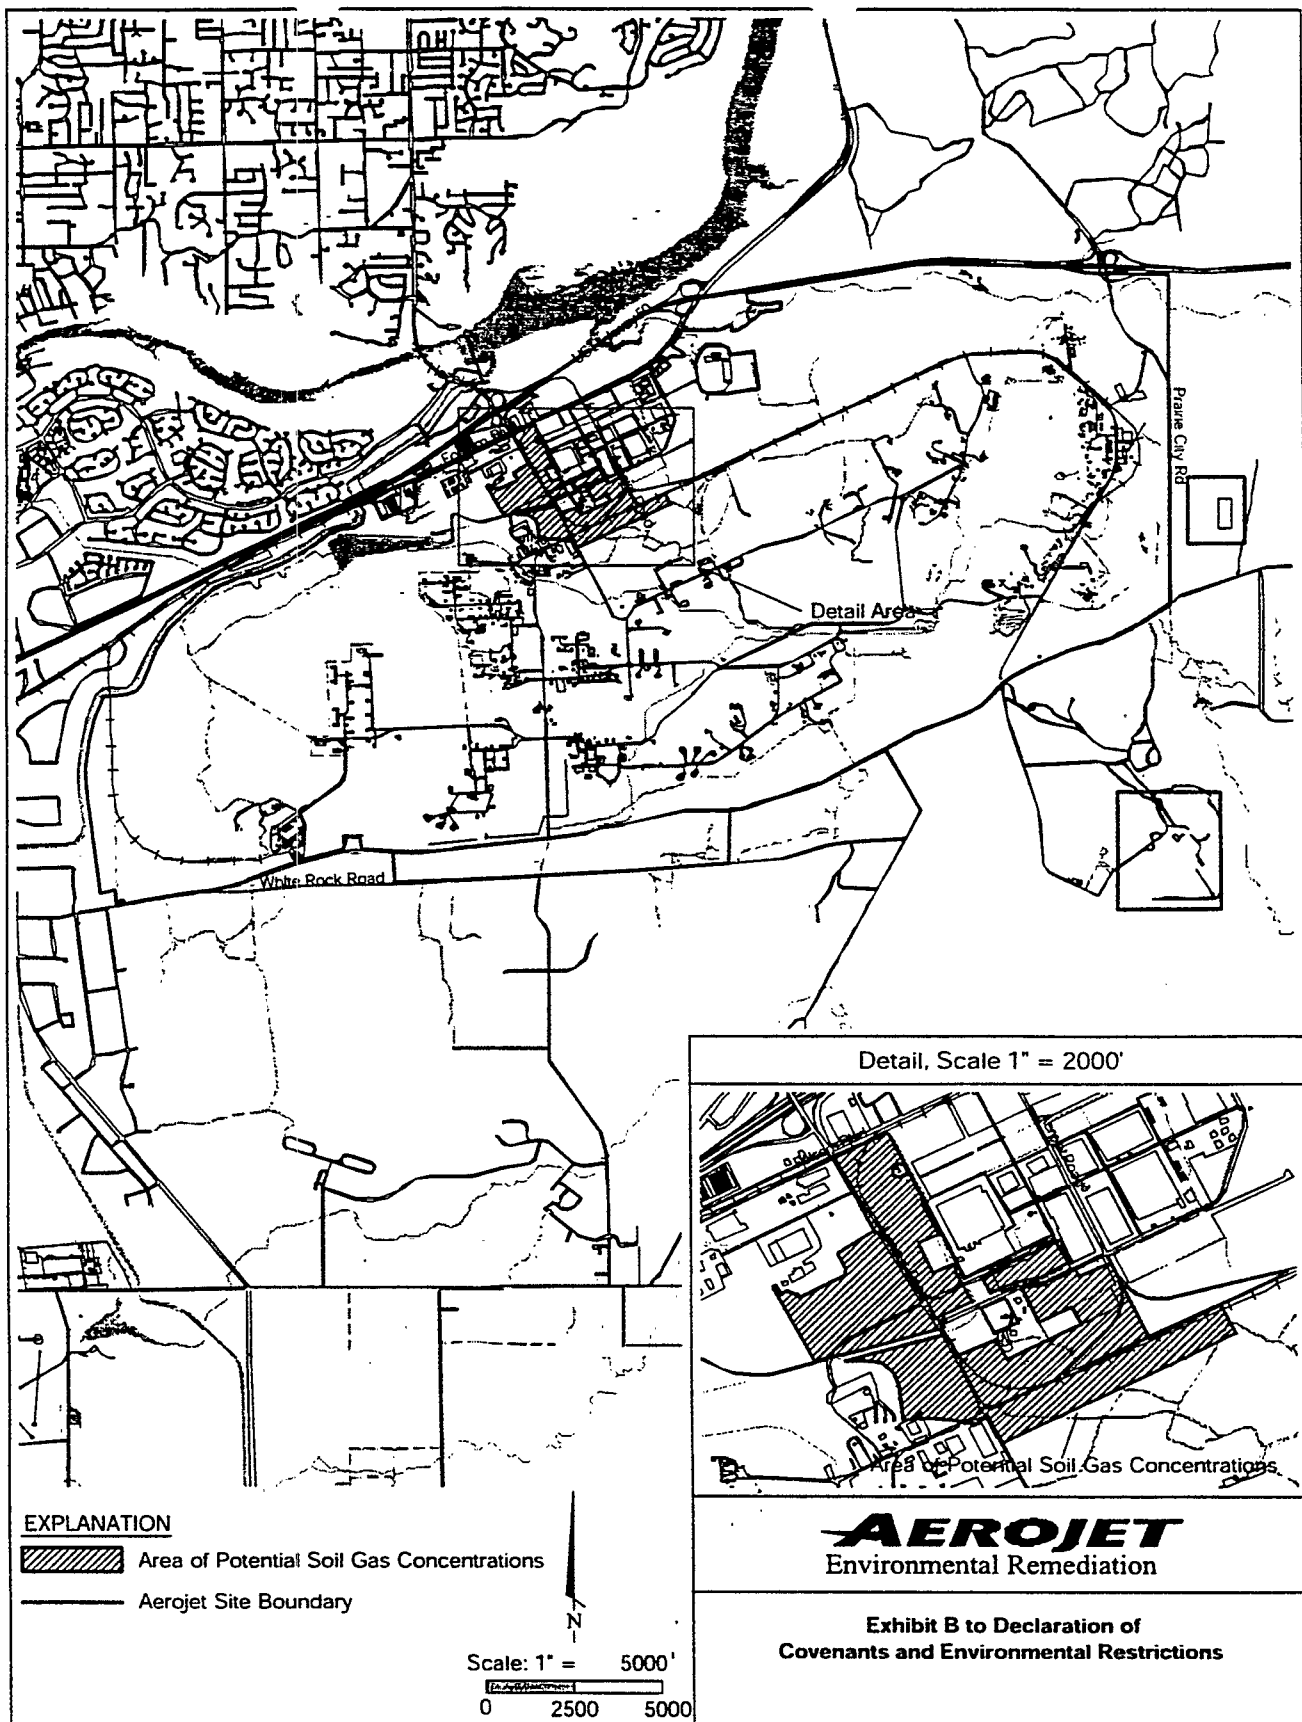 Prairie City Rd
Detail Area
White Rock Road
Detail, Scale 1" = 2000'
Area of Potential Soil Gas Concentrations
EXPLANATION
Area of Potential Soil Gas Concentrations
Aerojet Site Boundary
N
Scale: 1" = 5000'
0 2500 5000
AEROJET
Environmental Remediation
Exhibit B to Declaration of
Covenants and Environmental Restrictions